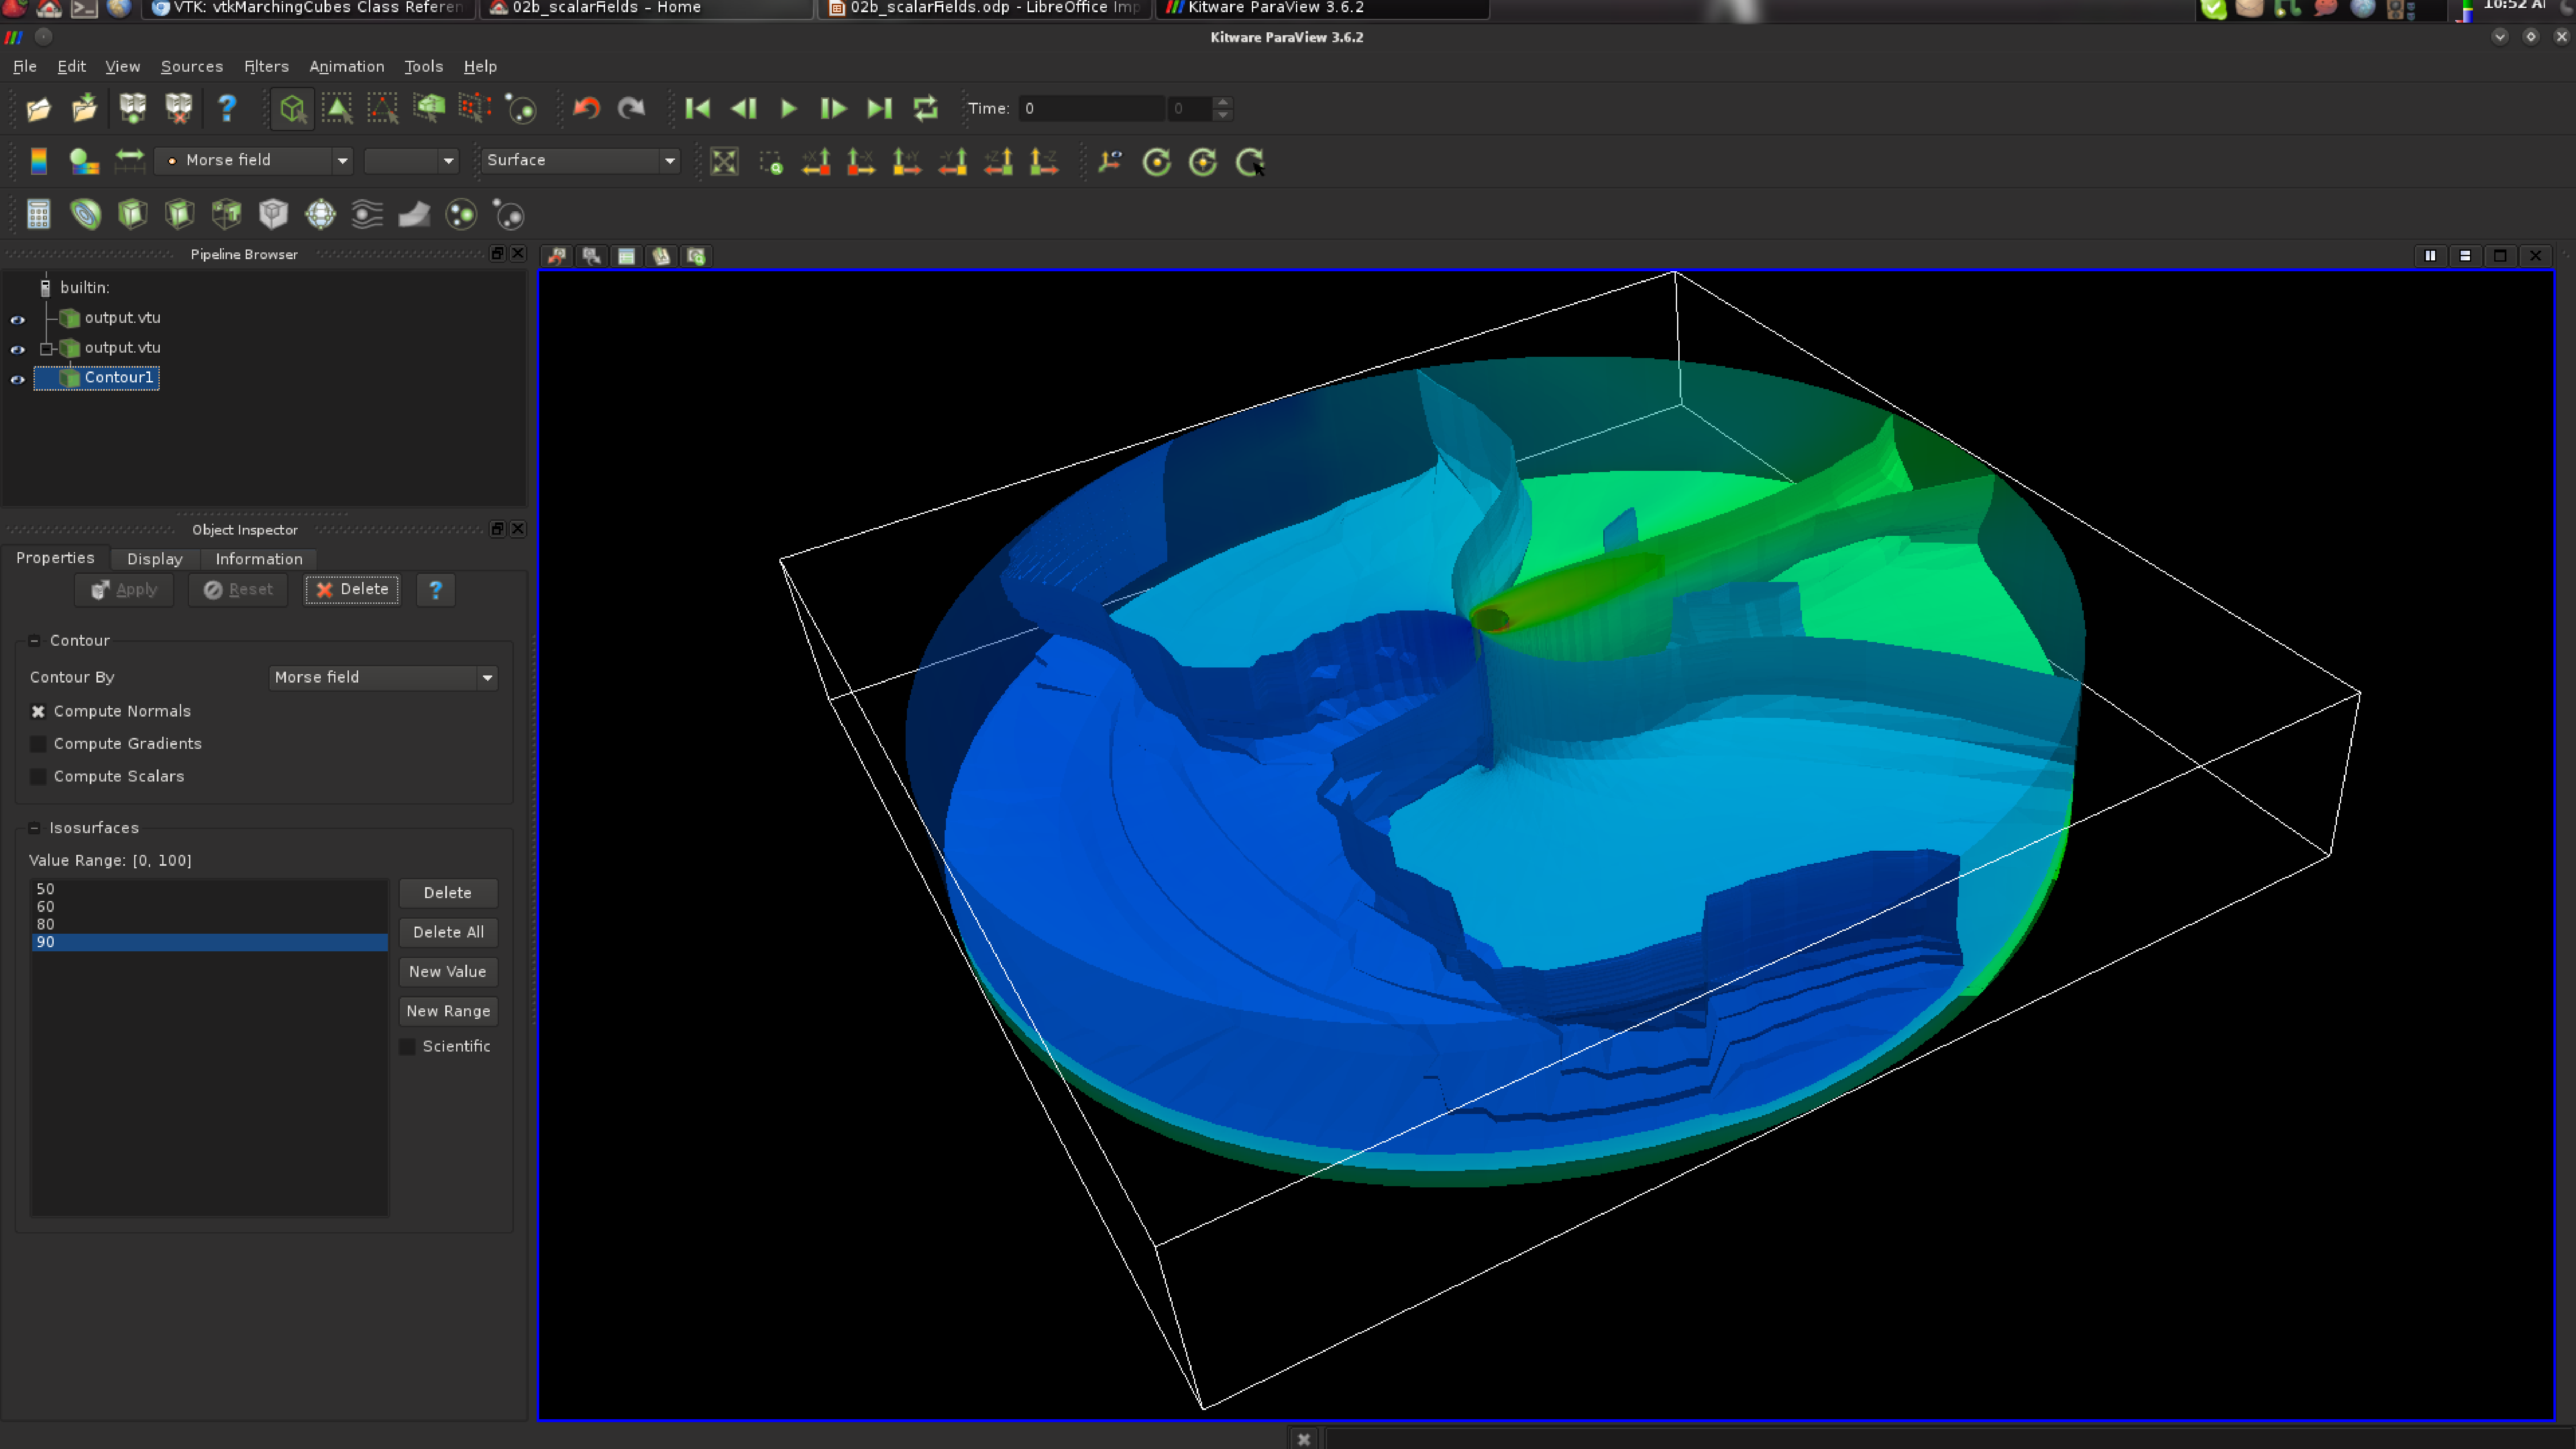 VTK: vtkMarchingCubes Class Referen
02b_scalarFields - Home
02b_scalarFields.odp - LibreOffice Imp
Kitware ParaView 3.6.2
10:52 A
Kitware ParaView 3.6.2
File Edit View Sources Filters Animation Tools Help
Time: 0 0
Morse field Surface
+X -X +Y -Y +Z -Z
Pipeline Browser
builtin:
output.vtu
output.vtu
Contour1
Object Inspector
Properties Display Information
Apply Reset Delete ?
Contour
Contour By Morse field
Compute Normals
Compute Gradients
Compute Scalars
Isosurfaces
Value Range: [0, 100]
50
60
80
90
Delete
Delete All
New Value
New Range
Scientific